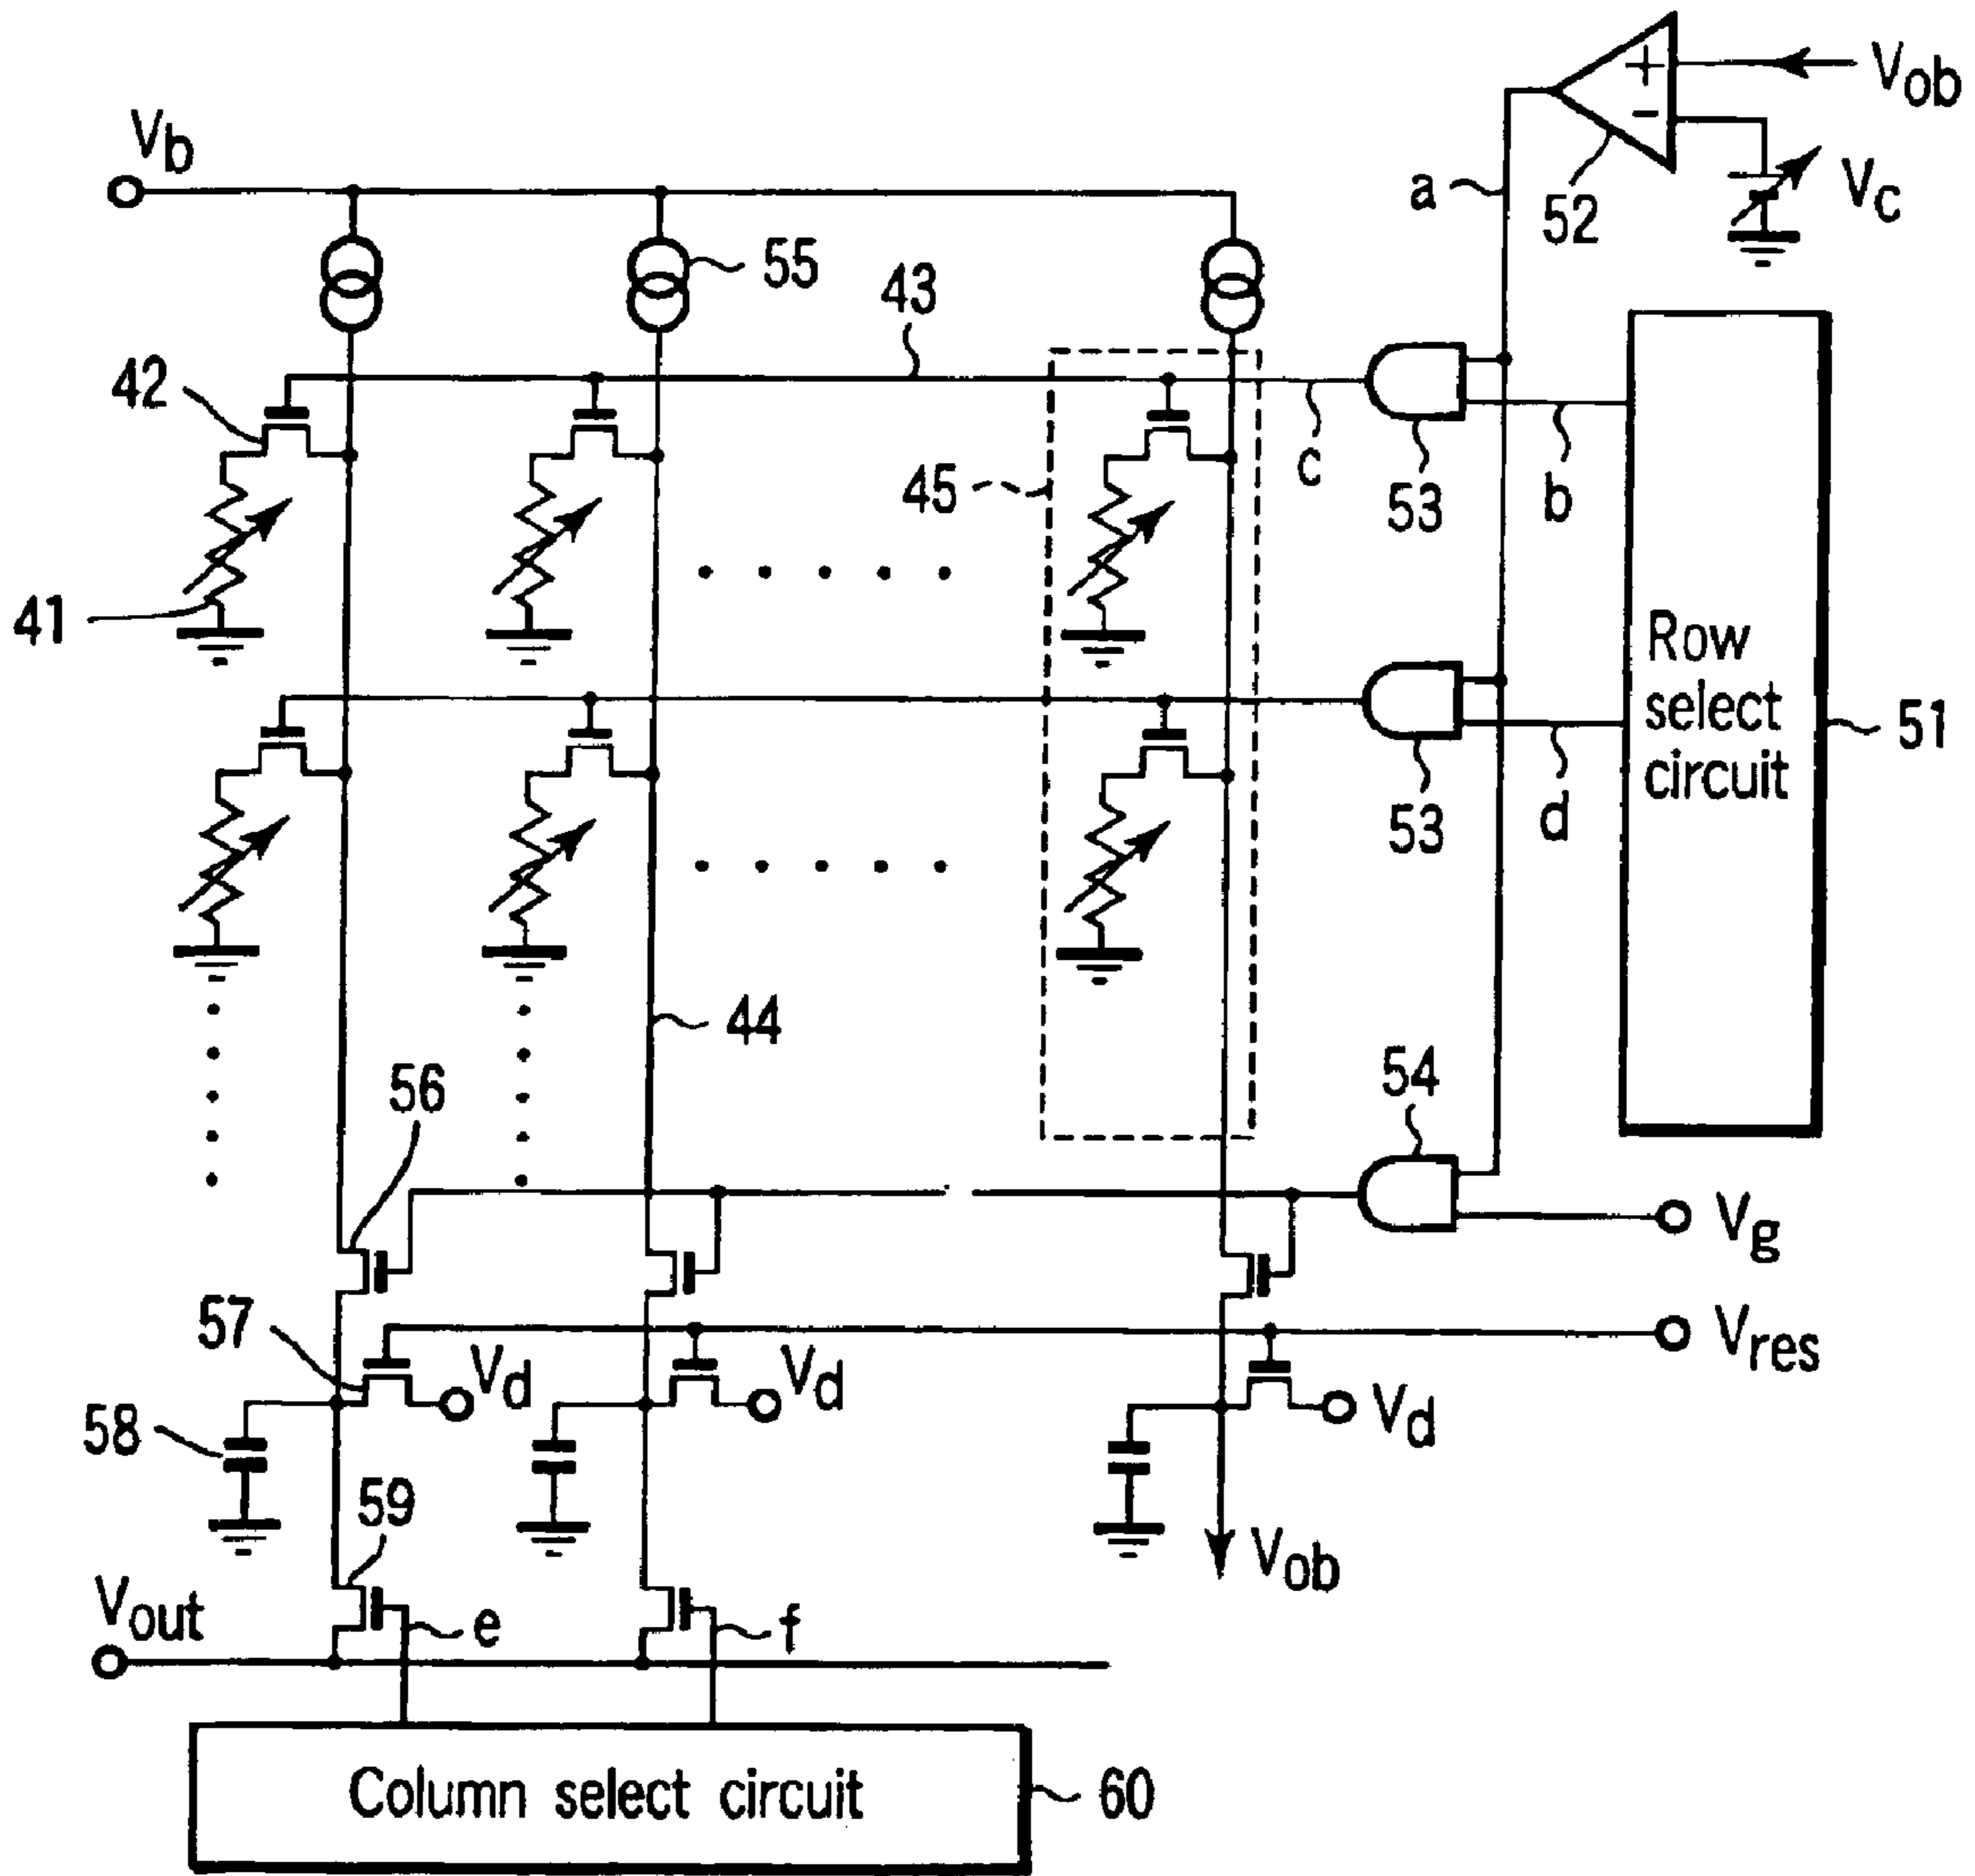 +
Vob
-
Vb
Vc
a
52
55
43
42
45
c
53
b
41
Row
select
circuit
51
53
d
44
54
56
Vg
57
Vd
Vd
Vd
Vres
58
59
Vob
Vout
e
f
Column select circuit
60